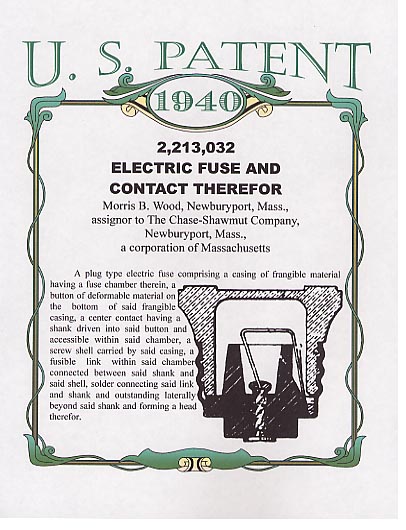 U. S. PATENT
1940
2,213,032
ELECTRIC FUSE AND
CONTACT THEREFOR
Morris B. Wood, Newburyport, Mass.,
assignor to The Chase-Shawmut Company,
Newburyport, Mass.,
a corporation of Massachusetts
A plug type electric fuse comprising a casing of frangible material
having a fuse chamber therein, a
button of deformable material on
the bottom of said frangible
casing, a center contact having a
shank driven into said button and
accessible within said chamber, a
screw shell carried by said casing, a
fusible link within said chamber
connected between said shank and
said shell, solder connecting said link
and shank and outstanding laterally
beyond said shank and forming a head
therefor.